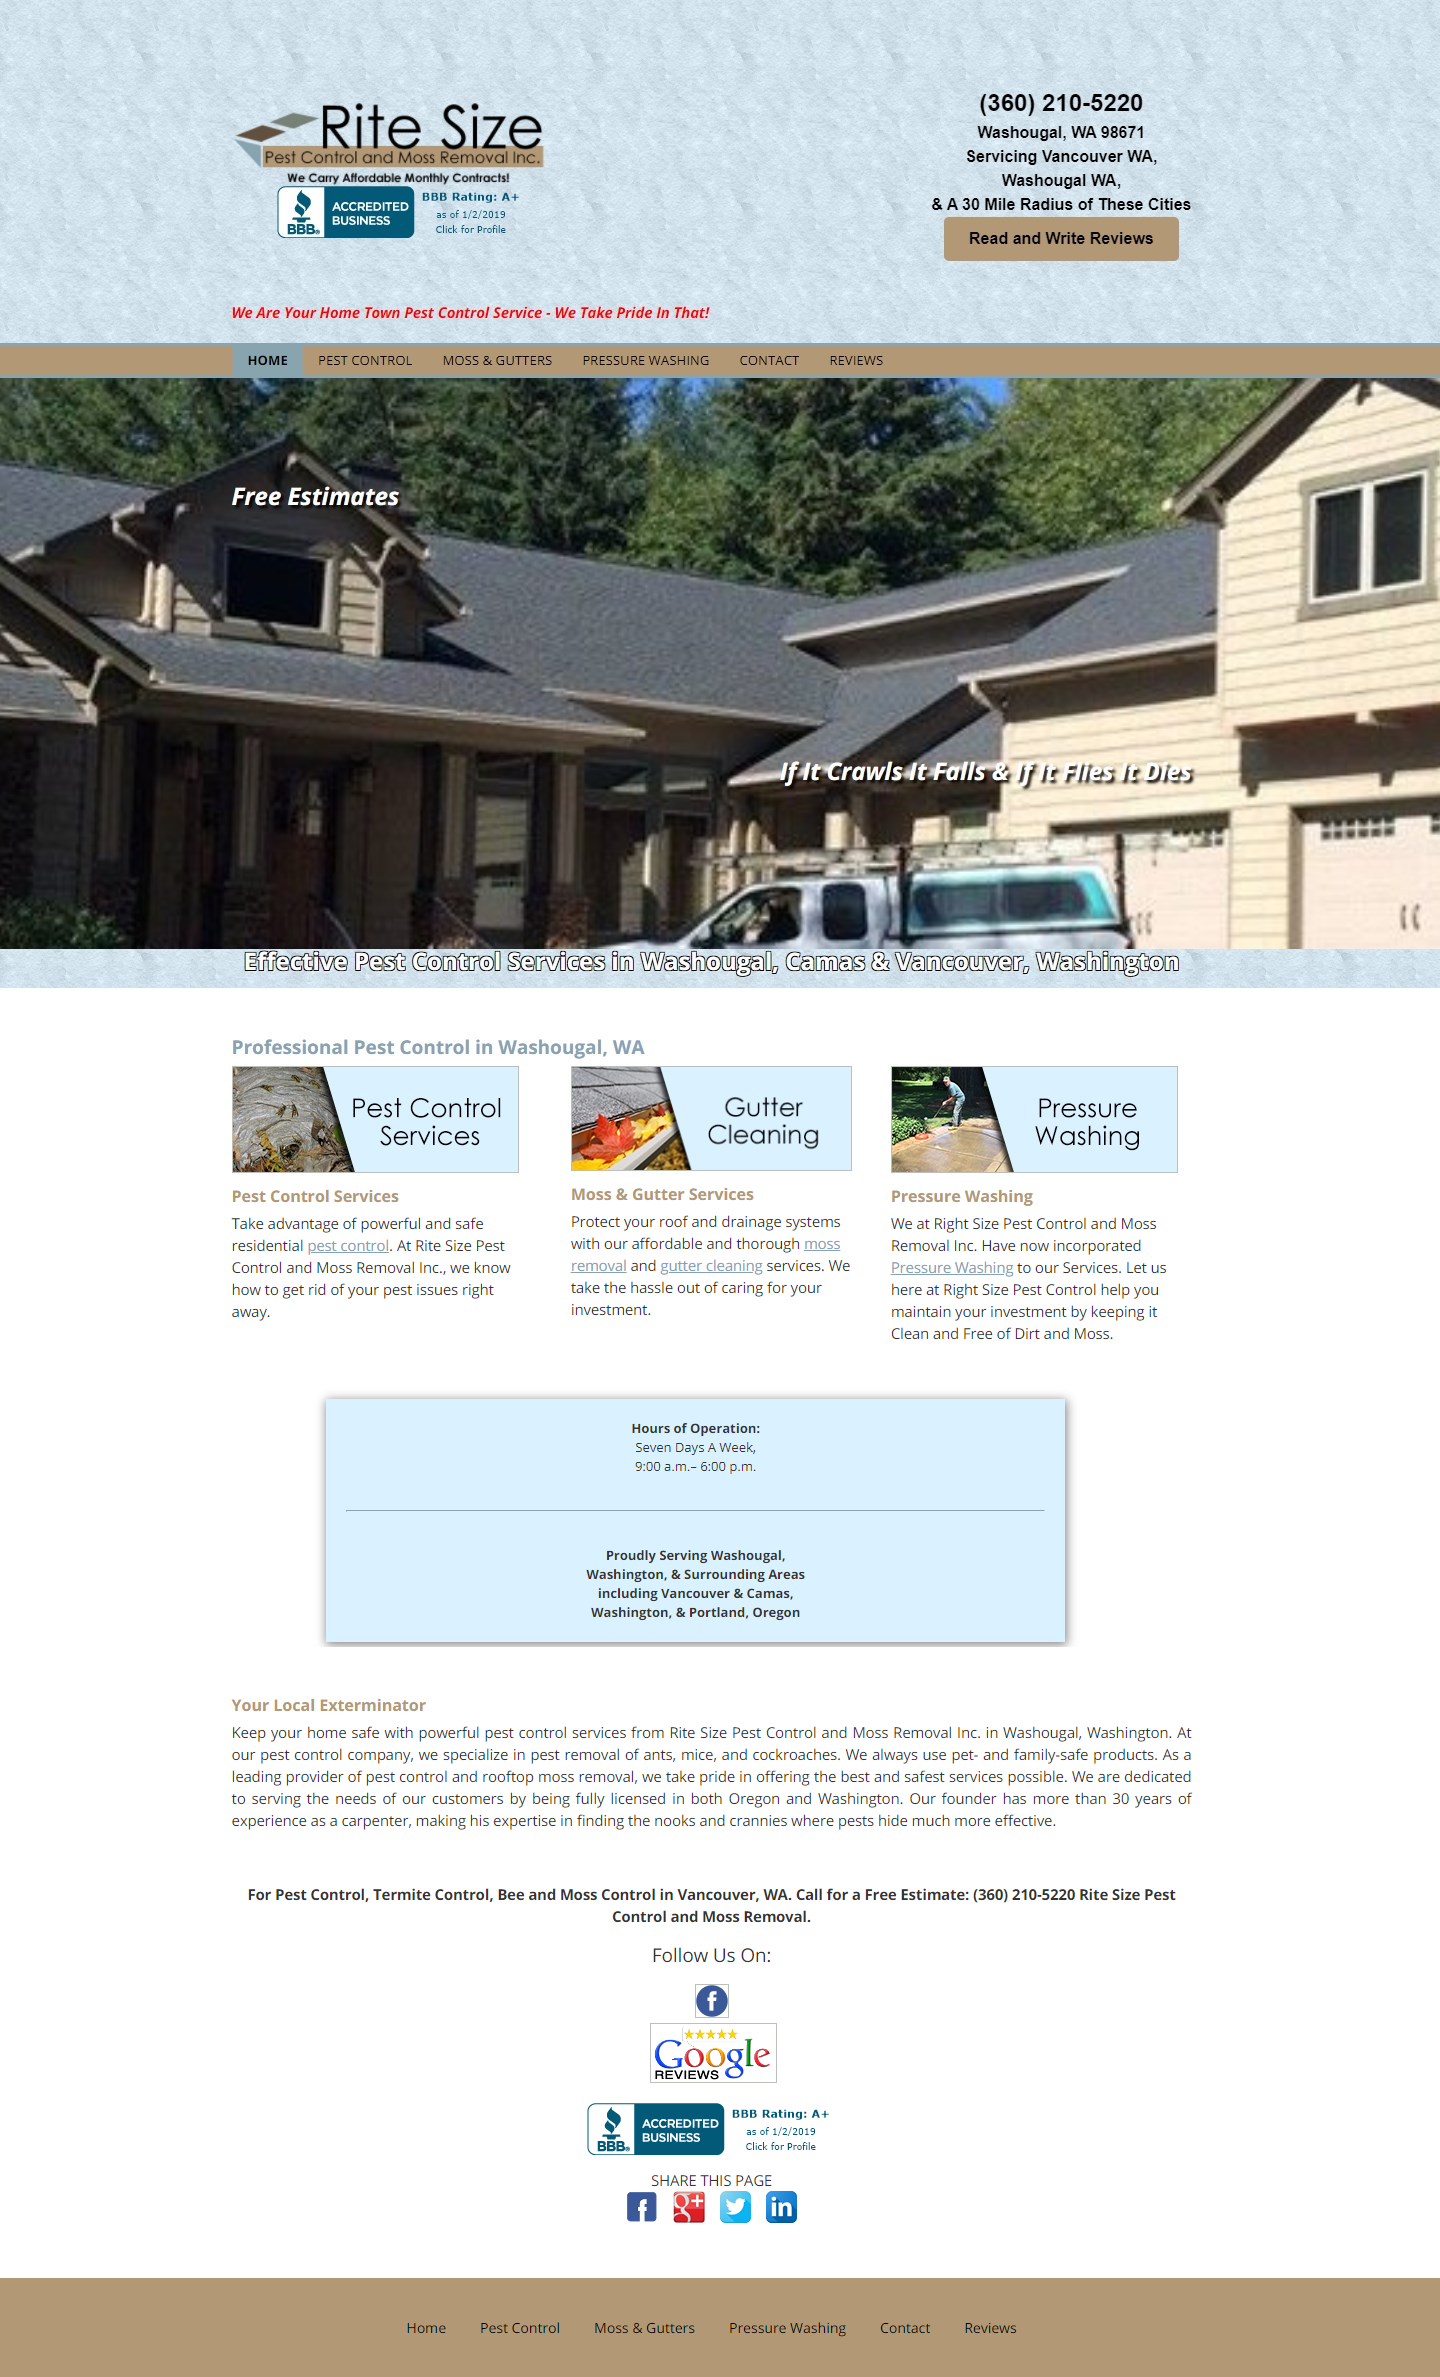 Rite Size
Pest Control and Moss Removal Inc.
We Carry Affordable Monthly Contracts!
BBB.
ACCREDITED
BUSINESS
BBB Rating: A+
as of 1/2/2019
Click for Profile
(360) 210-5220
Washougal, WA 98671
Servicing Vancouver WA,
Washougal WA,
& A 30 Mile Radius of These Cities
Read and Write Reviews
We Are Your Home Town Pest Control Service - We Take Pride In That!
HOME PEST CONTROL MOSS & GUTTERS PRESSURE WASHING CONTACT REVIEWS
Free Estimates
If It Crawls It Falls & If It Flies It Dies
Effective Pest Control Services in Washougal, Camas & Vancouver, Washington
Professional Pest Control in Washougal, WA
Pest Control
Services
Pest Control Services
Take advantage of powerful and safe
residential pest control. At Rite Size Pest
Control and Moss Removal Inc., we know
how to get rid of your pest issues right
away.
Gutter
Cleaning
Moss & Gutter Services
Protect your roof and drainage systems
with our affordable and thorough moss
removal and gutter cleaning services. We
take the hassle out of caring for your
investment.
Pressure
Washing
Pressure Washing
We at Right Size Pest Control and Moss
Removal Inc. Have now incorporated
Pressure Washing to our Services. Let us
here at Right Size Pest Control help you
maintain your investment by keeping it
Clean and Free of Dirt and Moss.
Hours of Operation:
Seven Days A Week,
9:00 a.m.– 6:00 p.m.
Proudly Serving Washougal,
Washington, & Surrounding Areas
including Vancouver & Camas,
Washington, & Portland, Oregon
Your Local Exterminator
Keep your home safe with powerful pest control services from Rite Size Pest Control and Moss Removal Inc. in Washougal, Washington. At
our pest control company, we specialize in pest removal of ants, mice, and cockroaches. We always use pet- and family-safe products. As a
leading provider of pest control and rooftop moss removal, we take pride in offering the best and safest services possible. We are dedicated
to serving the needs of our customers by being fully licensed in both Oregon and Washington. Our founder has more than 30 years of
experience as a carpenter, making his expertise in finding the nooks and crannies where pests hide much more effective.
For Pest Control, Termite Control, Bee and Moss Control in Vancouver, WA. Call for a Free Estimate: (360) 210-5220 Rite Size Pest
Control and Moss Removal.
Follow Us On:
f
Google
REVIEWS
BBB.
ACCREDITED
BUSINESS
BBB Rating: A+
as of 1/2/2019
Click for Profile
SHARE THIS PAGE
f g+ in
Home Pest Control Moss & Gutters Pressure Washing Contact Reviews